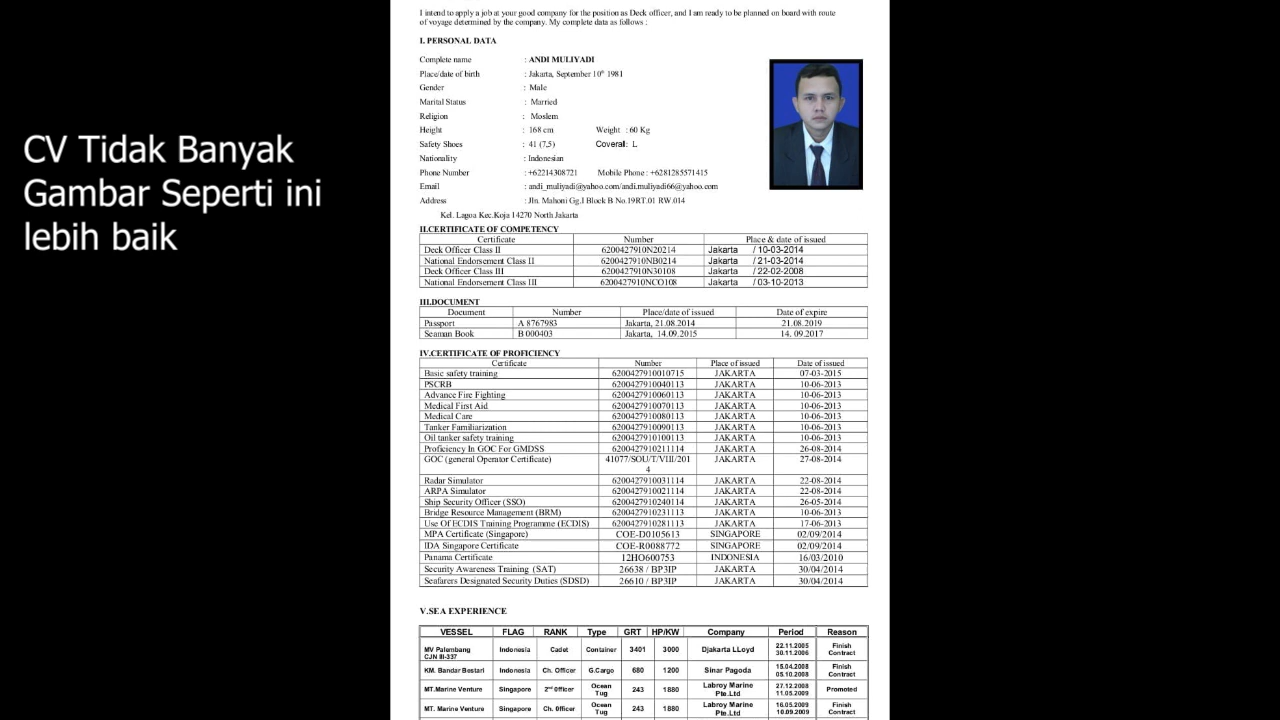 CV Tidak Banyak
Gambar Seperti ini
lebih baik
I intend to apply a job at your good company for the position as Deck officer, and I am ready to be planned on board with route
of voyage determined by the company. My complete data as follows :
I. PERSONAL DATA
Complete name : ANDI MULIYADI
Place/date of birth : Jakarta, September 10th 1981
Gender : Male
Marital Status : Married
Religion : Moslem
Height : 168 cm Weight : 60 Kg
Safety Shoes : 41 (7,5) Coverall: L
Nationality : Indonesian
Phone Number : +62214308721 Mobile Phone : +6281285571415
Email : andi_muliyadi@yahoo.com/andi.muliyadi66@yahoo.com
Address : Jln. Mahoni Gg.I Block B No.19RT.01 RW.014
Kel. Lagoa Kec.Koja 14270 North Jakarta
II.CERTIFICATE OF COMPETENCY
Certificate Number Place & date of issued
Deck Officer Class II 6200427910N20214 Jakarta / 10-03-2014
National Endorsement Class II 6200427910NB0214 Jakarta / 21-03-2014
Deck Officer Class III 6200427910N30108 Jakarta / 22-02-2008
National Endorsement Class III 6200427910NCO108 Jakarta / 03-10-2013
III.DOCUMENT
Document Number Place/date of issued Date of expire
Passport A 8767983 Jakarta, 21.08.2014 21.08.2019
Seaman Book B 000403 Jakarta, 14.09.2015 14. 09.2017
IV.CERTIFICATE OF PROFICIENCY
Certificate Number Place of issued Date of issued
Basic safety training 6200427910010715 JAKARTA 07-03-2015
PSCRB 6200427910040113 JAKARTA 10-06-2013
Advance Fire Fighting 6200427910060113 JAKARTA 10-06-2013
Medical First Aid 6200427910070113 JAKARTA 10-06-2013
Medical Care 6200427910080113 JAKARTA 10-06-2013
Tanker Familiarization 6200427910090113 JAKARTA 10-06-2013
Oil tanker safety training 6200427910100113 JAKARTA 10-06-2013
Proficiency In GOC For GMDSS 6200427910211114 JAKARTA 26-08-2014
GOC (general Operator Certificate) 41077/SOU/T/VIII/201 JAKARTA 27-08-2014
4
Radar Simulator 6200427910031114 JAKARTA 22-08-2014
ARPA Simulator 6200427910021114 JAKARTA 22-08-2014
Ship Security Officer (SSO) 6200427910240114 JAKARTA 26-05-2014
Bridge Resource Management (BRM) 6200427910231113 JAKARTA 10-06-2013
Use Of ECDIS Training Programme (ECDIS) 6200427910281113 JAKARTA 17-06-2013
MPA Certificate (Singapore) COE-D0105613 SINGAPORE 02/09/2014
IDA Singapore Certificate COE-R0088772 SINGAPORE 02/09/2014
Panama Certificate 12HO600753 INDONESIA 16/03/2010
Security Awareness Training (SAT) 26638 / BP3IP JAKARTA 30/04/2014
Seafarers Designated Security Duties (SDSD) 26610 / BP3IP JAKARTA 30/04/2014
V.SEA EXPERIENCE
VESSEL FLAG RANK Type GRT HP/KW Company Period Reason
MV Palembang Indonesia Cadet Container 3401 3000 Djakarta LLoyd 22.11.2005 Finish
CJN III-337 30.11.2006 Contract
KM. Bandar Bestari Indonesia Ch. Officer G.Cargo 680 1200 Sinar Pagoda 15.04.2008 Finish
05.10.2008 Contract
MT.Marine Venture Singapore 2nd Officer Ocean 243 1880 Labroy Marine 27.12.2008 Promoted
Tug Pte.Ltd 11.05.2009
MT. Marine Venture Singapore Ch. Officer Ocean 243 1880 Labroy Marine 16.05.2009 Finish
Tug Pte.Ltd 10.09.2009 Contract